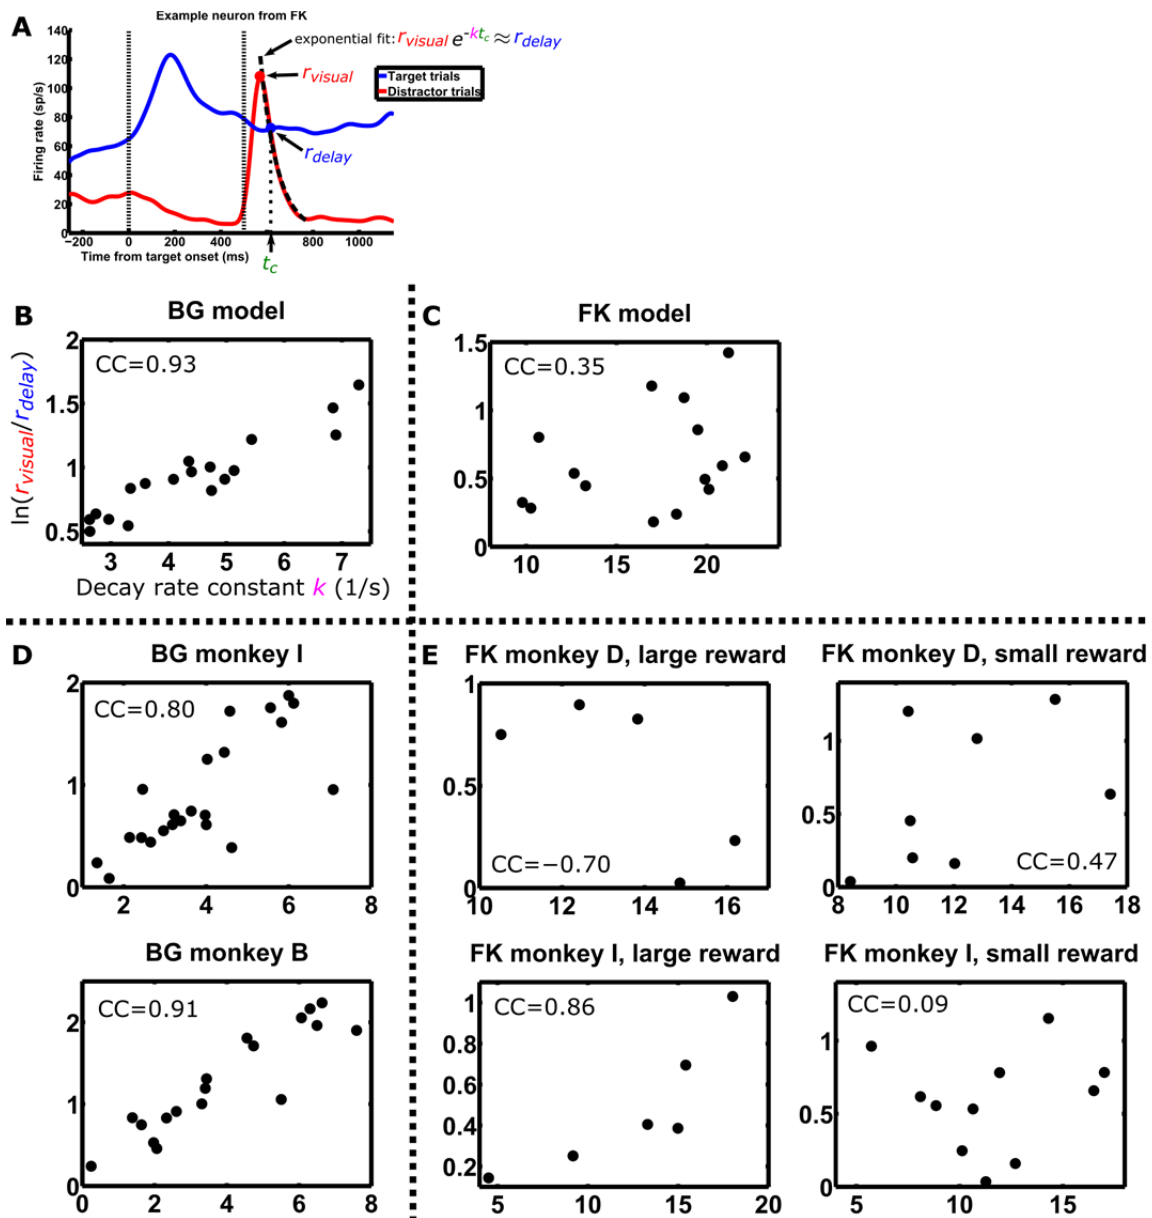 A
Example neuron from FK
exponential fit: r_visual e^-kt_c ≈ r_delay
r_visual
Target trials
Distractor trials
r_delay
Firing rate (sp/s)
140
120
100
80
60
40
20
0
−200 0 200 400 600 800 1000
Time from target onset (ms)
t_c
B
BG model
CC=0.93
ln(r_visual/r_delay)
2
1.5
1
0.5
3 4 5 6 7
Decay rate constant k (1/s)
C
FK model
CC=0.35
1.5
1
0.5
0
10 15 20
D
BG monkey I
CC=0.80
2
1
0
2 4 6 8
BG monkey B
CC=0.91
2
1
0
0 2 4 6 8
E
FK monkey D, large reward
1
0.5
0
CC=−0.70
10 12 14 16
FK monkey D, small reward
1
0.5
0
CC=0.47
8 10 12 14 16 18
FK monkey I, large reward
CC=0.86
1
0.8
0.6
0.4
0.2
5 10 15 20
FK monkey I, small reward
CC=0.09
1
0.5
0
5 10 15